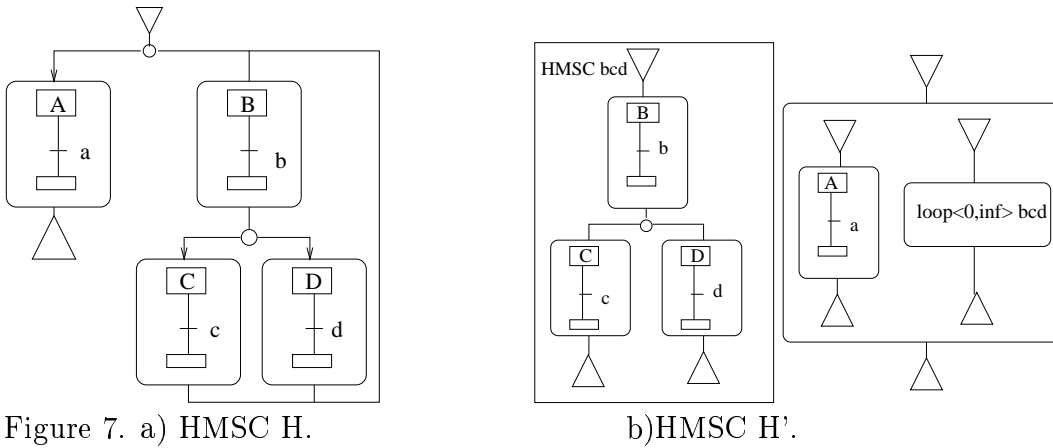 A
a
B
b
C
c
D
d
HMSC bcd
B
b
C
c
D
d
A
a
loop<0,inf> bcd
Figure 7. a) HMSC H.
b)HMSC H'.